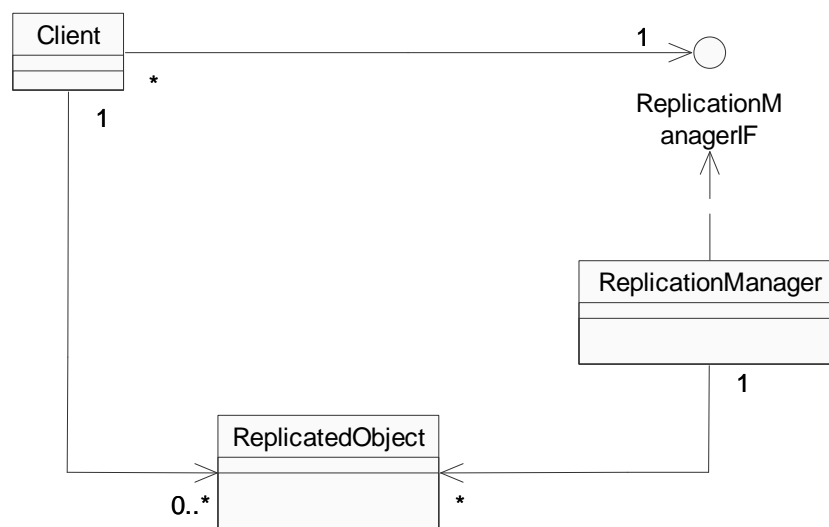 Client
1
*
1
ReplicationM
anagerIF
ReplicationManager
1
ReplicatedObject
0..*
*